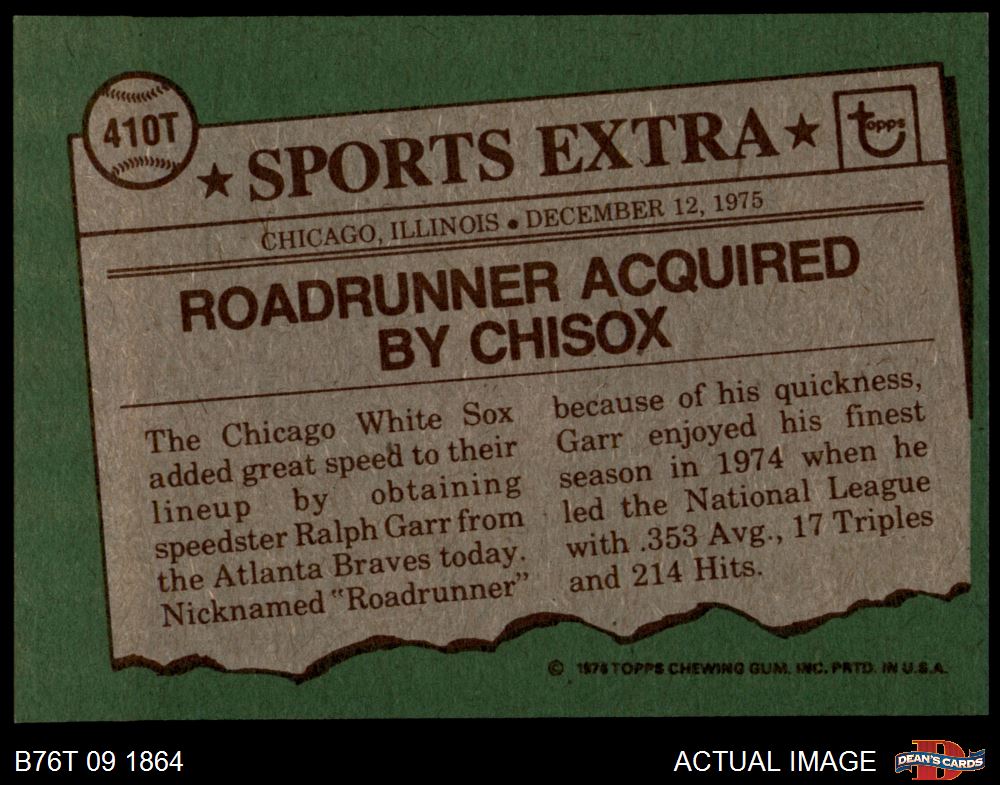 410T
★ SPORTS EXTRA ★
topps
CHICAGO, ILLINOIS • DECEMBER 12, 1975
ROADRUNNER ACQUIRED
BY CHISOX
The Chicago White Sox
added great speed to their
lineup by obtaining
speedster Ralph Garr from
the Atlanta Braves today.
Nicknamed "Roadrunner"
because of his quickness,
Garr enjoyed his finest
season in 1974 when he
led the National League
with .353 Avg., 17 Triples
and 214 Hits.
© 1976 TOPPS CHEWING GUM, INC. PRTD. IN U.S.A.
B76T 09 1864
ACTUAL IMAGE
D
DEAN'S CARDS